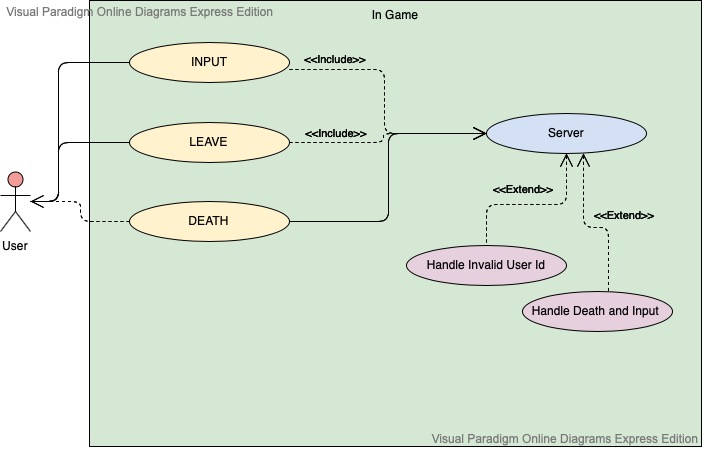 Visual Paradigm Online Diagrams Express Edition
In Game
INPUT
<<Include>>
LEAVE
<<Include>>
Server
<<Extend>>
DEATH
<<Extend>>
User
Handle Invalid User Id
Handle Death and Input
Visual Paradigm Online Diagrams Express Edition